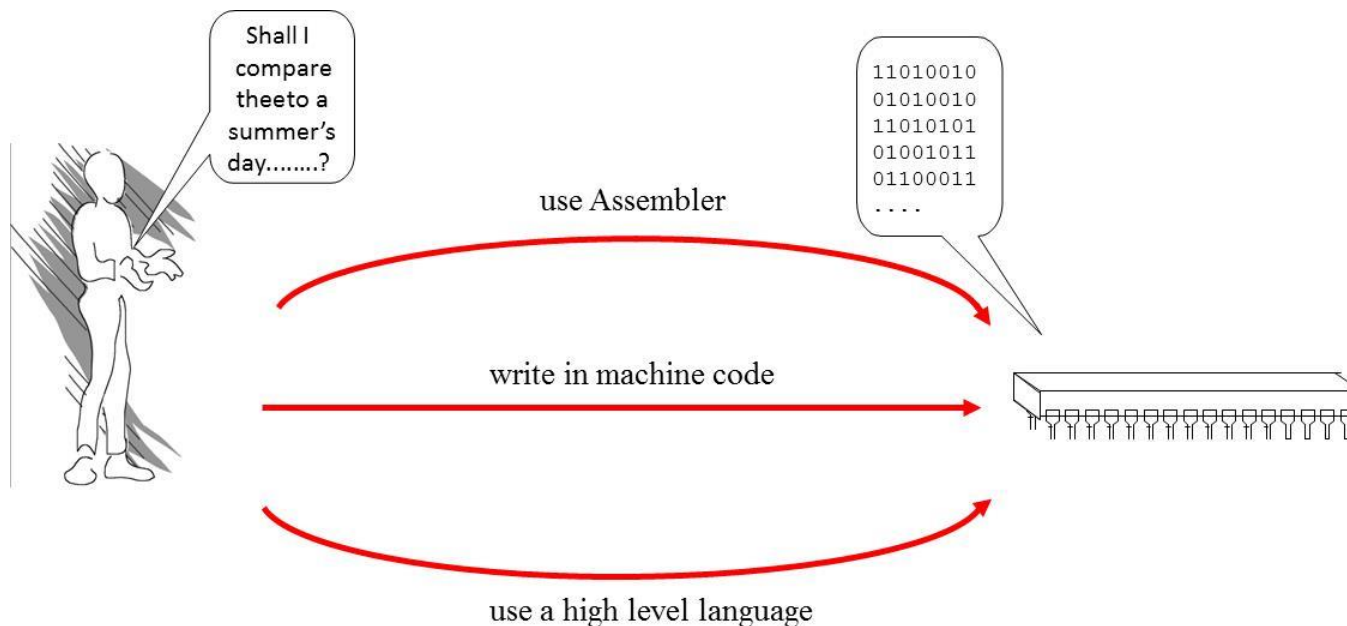 Shall I
compare
theeto a
summer’s
day........?
11010010
01010010
11010101
01001011
01100011
....
use Assembler
write in machine code
use a high level language